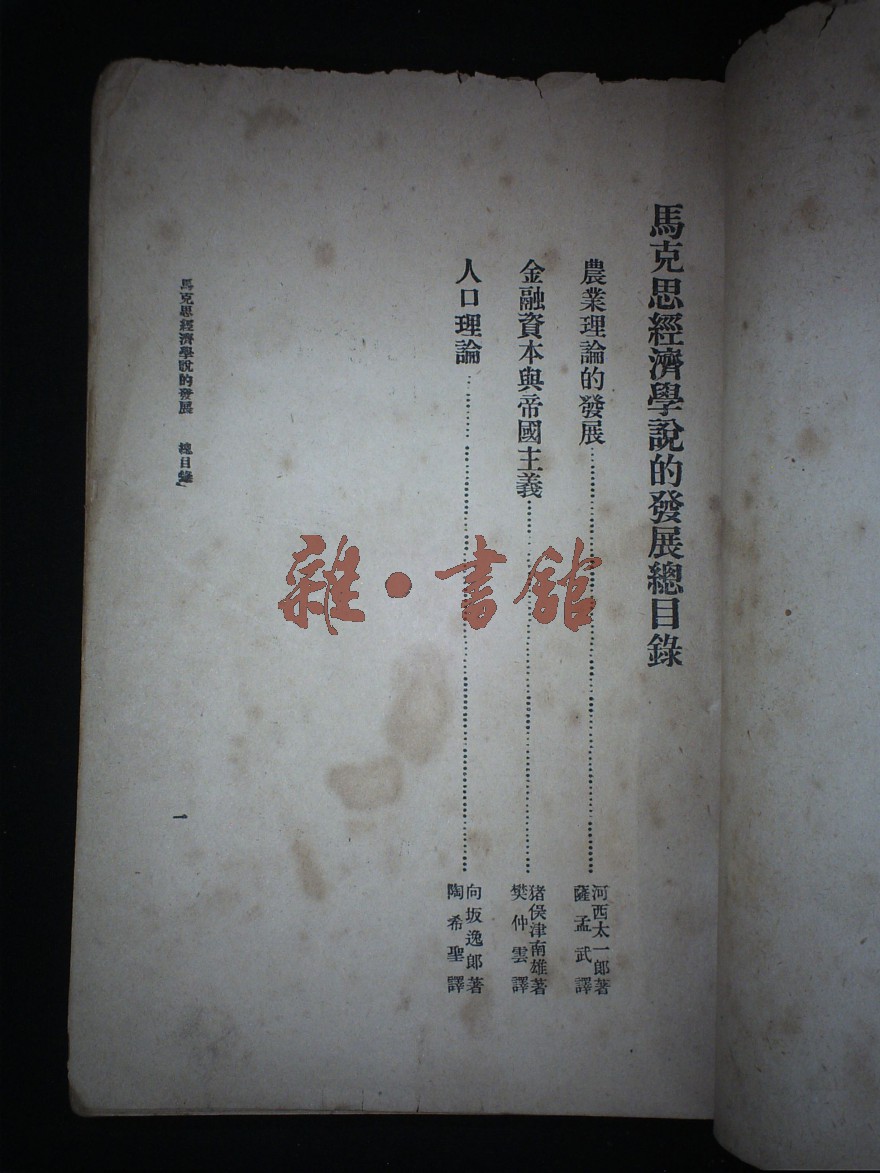 馬克思經濟學說的發展總目錄
農業理論的發展……河西太一郎著
薩孟武譯
金融資本與帝國主義……猪俣津南雄著
樊仲雲譯
人口理論……向坂逸郎著
陶希聖譯
馬克思經濟學說的發展 總目錄
一
雜·書館